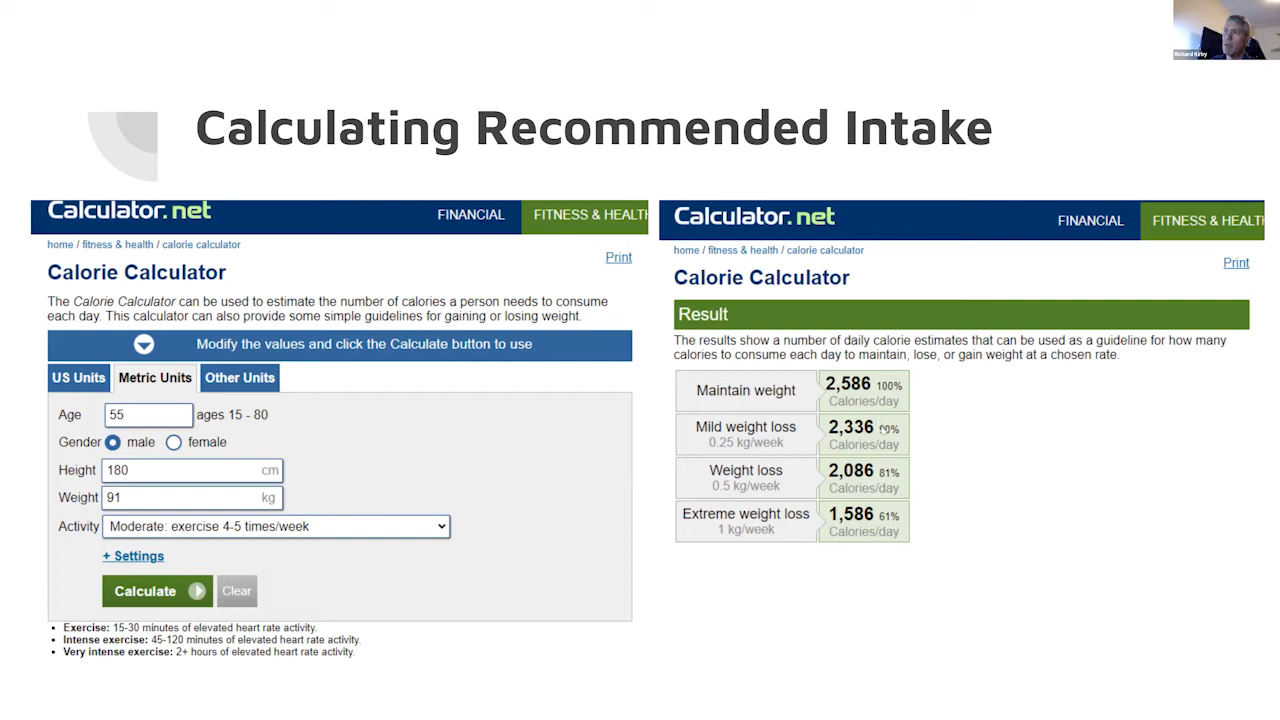 Richard Kirby
Calculating Recommended Intake
Calculator.net
FINANCIAL
FITNESS & HEALTH
home / fitness & health / calorie calculator
Print
Calorie Calculator
The Calorie Calculator can be used to estimate the number of calories a person needs to consume
each day. This calculator can also provide some simple guidelines for gaining or losing weight.
Modify the values and click the Calculate button to use
US Units Metric Units Other Units
Age 55 ages 15 - 80
Gender male female
Height 180 cm
Weight 91 kg
Activity Moderate: exercise 4-5 times/week
+ Settings
Calculate Clear
• Exercise: 15-30 minutes of elevated heart rate activity.
• Intense exercise: 45-120 minutes of elevated heart rate activity.
• Very intense exercise: 2+ hours of elevated heart rate activity.
Calculator.net
FINANCIAL
FITNESS & HEALTH
home / fitness & health / calorie calculator
Print
Calorie Calculator
Result
The results show a number of daily calorie estimates that can be used as a guideline for how many
calories to consume each day to maintain, lose, or gain weight at a chosen rate.
Maintain weight 2,586 100%
Calories/day
Mild weight loss 2,336
0.25 kg/week Calories/day
Weight loss 2,086 81%
0.5 kg/week Calories/day
Extreme weight loss 1,586 61%
1 kg/week Calories/day